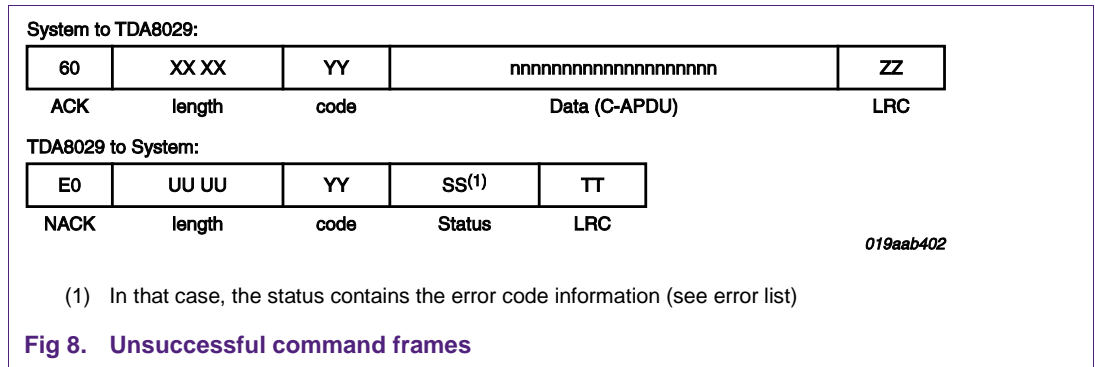 System to TDA8029:
60 XX XX YY nnnnnnnnnnnnnnnnnnnn ZZ
ACK length code Data (C-APDU) LRC
TDA8029 to System:
E0 UU UU YY SS(1) TT
NACK length code Status LRC
019aab402
(1) In that case, the status contains the error code information (see error list)
Fig 8. Unsuccessful command frames